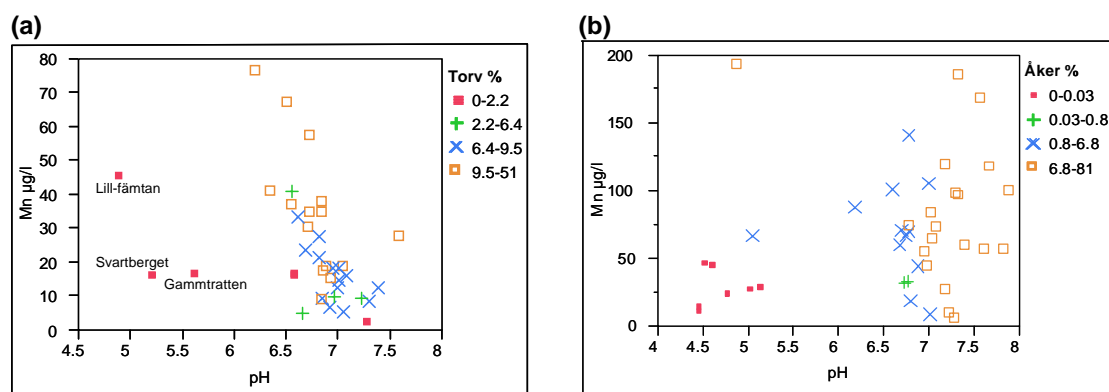 (a)
Mn µg/l
80
70
60
50
40
30
20
10
0
4.5 5 5.5 6 6.5 7 7.5 8
pH
Lill-fämtan
Svartberget
Gammtratten
Torv %
0-2.2
2.2-6.4
6.4-9.5
9.5-51
(b)
Mn µg/l
200
150
100
50
0
4 4.5 5 5.5 6 6.5 7 7.5 8
pH
Åker %
0-0.03
0.03-0.8
0.8-6.8
6.8-81